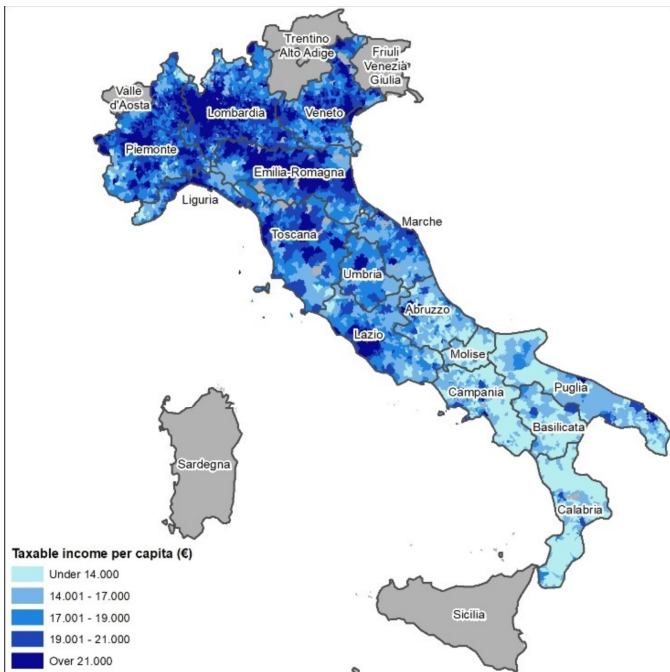 Trentino
Alto Adige
Friuli
Venezia
Giulia
Valle
d'Aosta
Lombardia
Veneto
Piemonte
Emilia-Romagna
Liguria
Marche
Toscana
Umbria
Abruzzo
Lazio
Molise
Campania
Puglia
Basilicata
Sardegna
Calabria
Sicilia
Taxable income per capita (€)
Under 14.000
14.001 - 17.000
17.001 - 19.000
19.001 - 21.000
Over 21.000